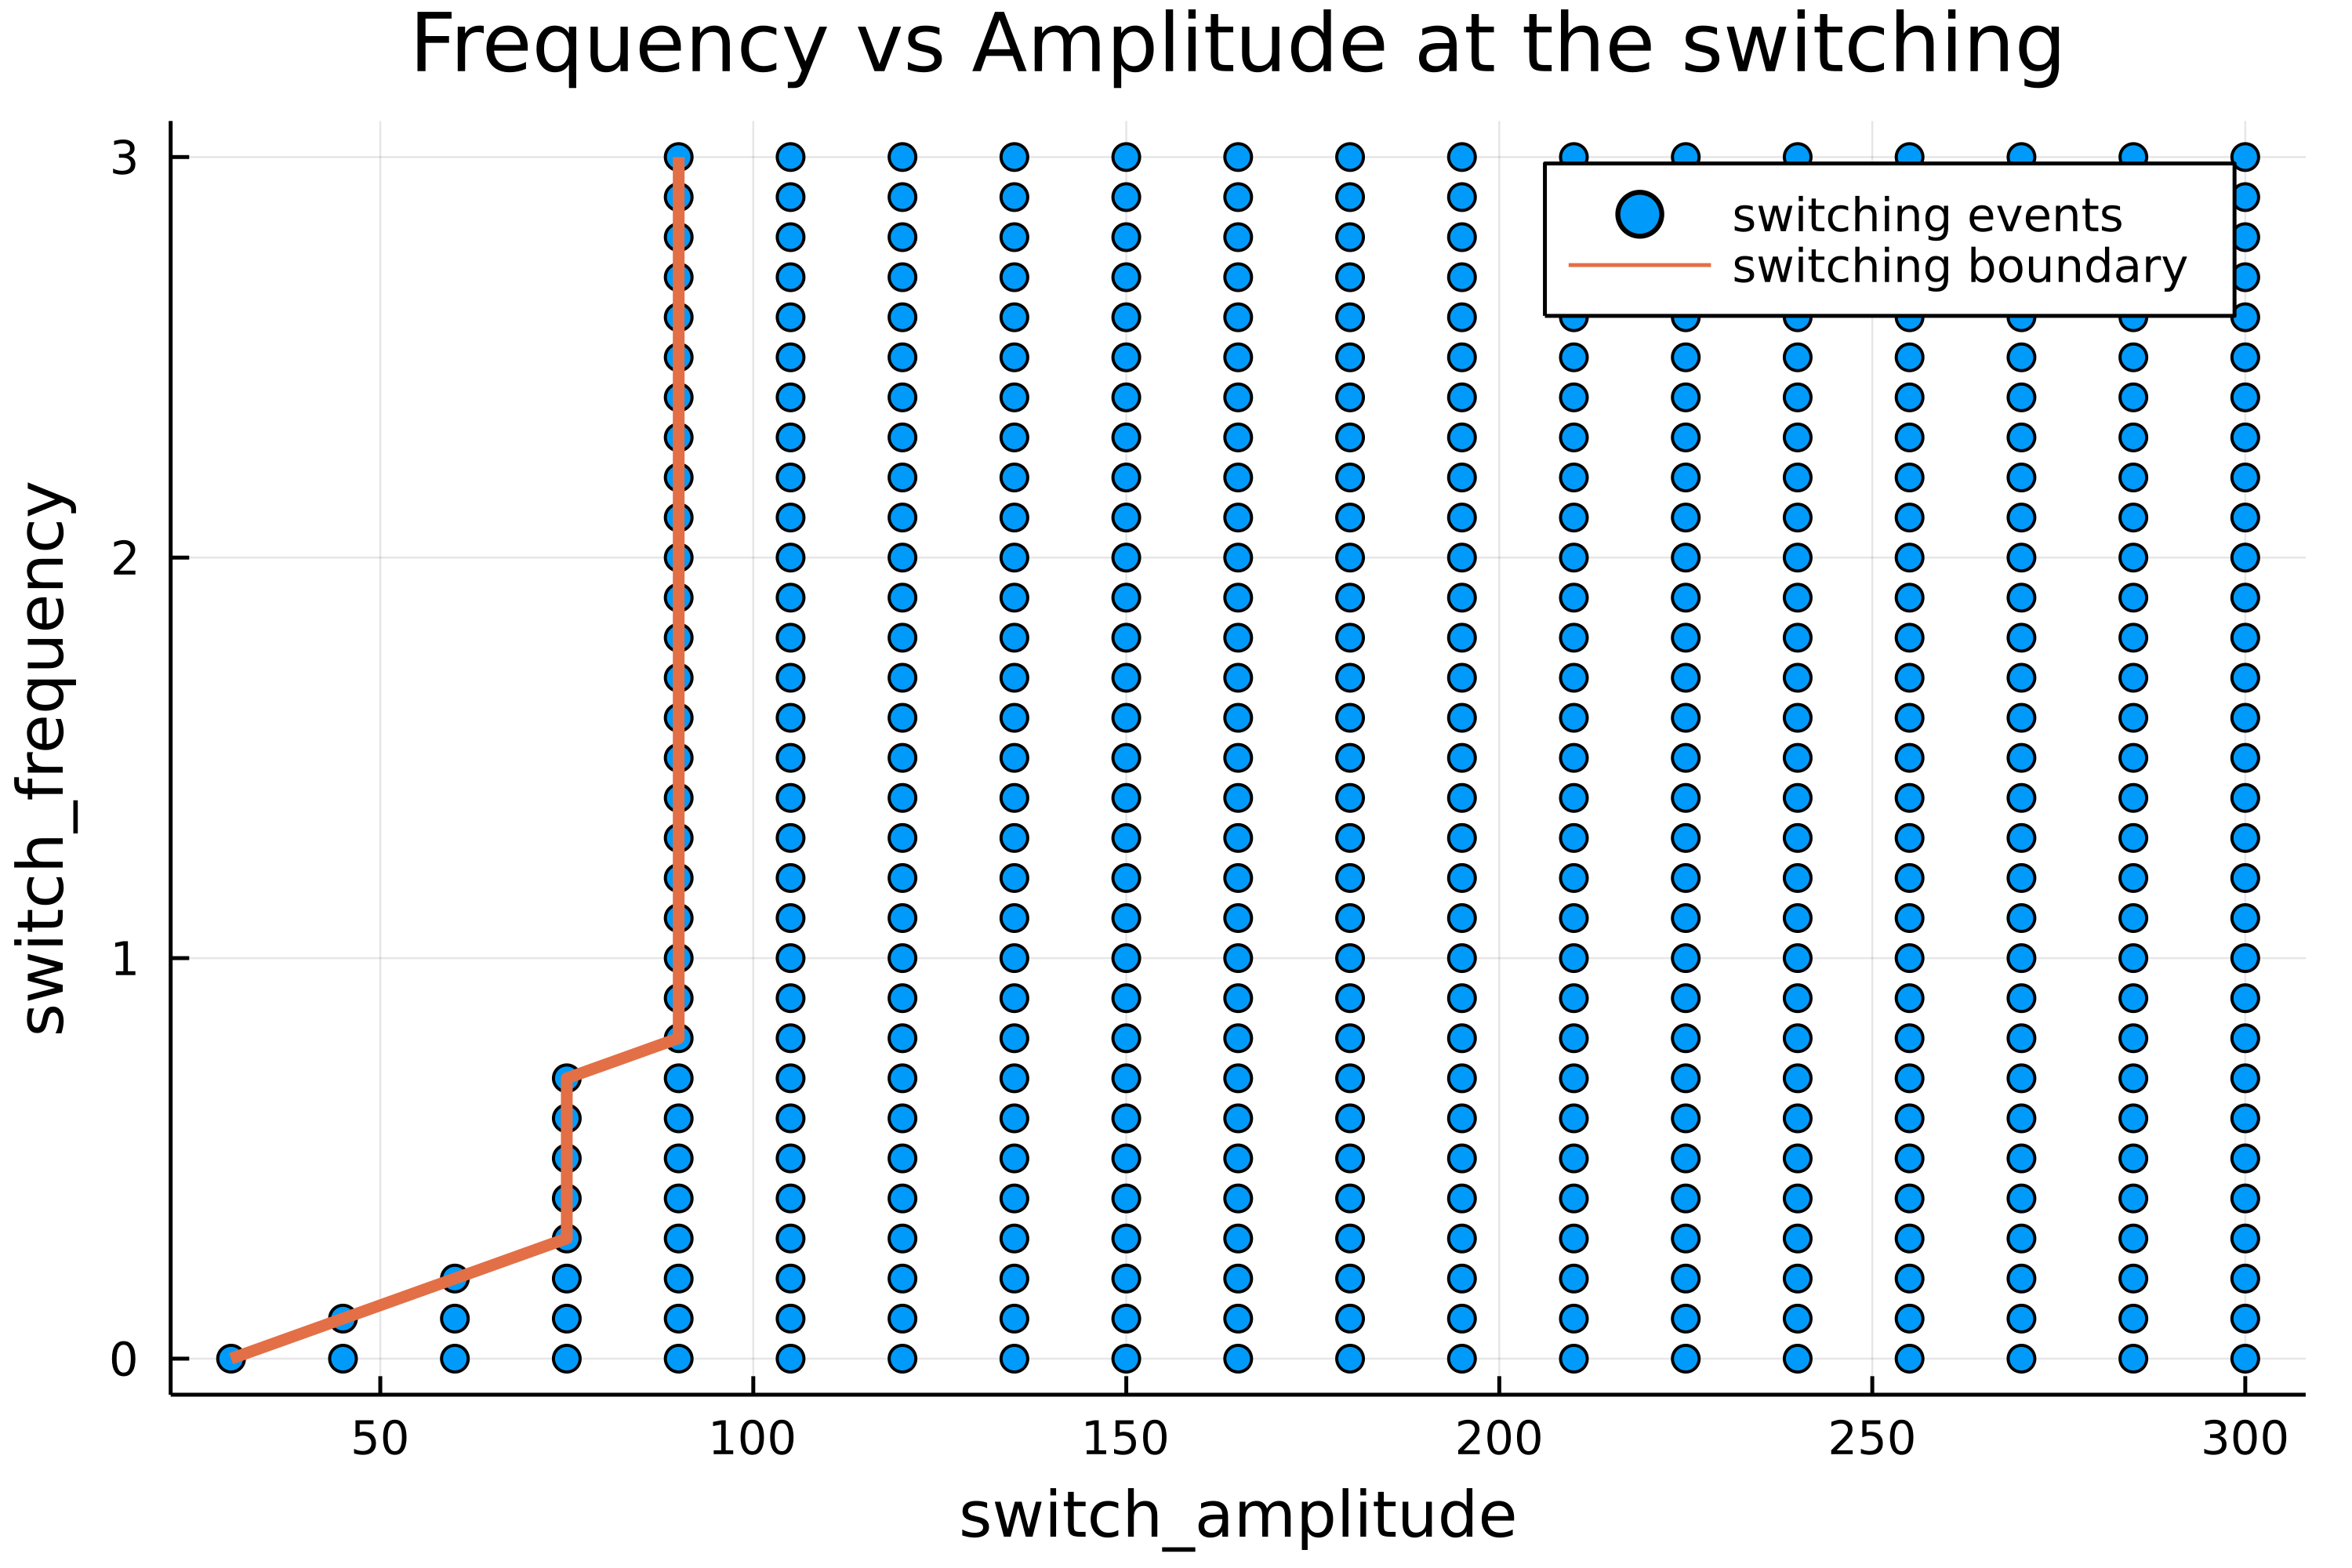 Frequency vs Amplitude at the switching
switching events
switching boundary
switch_frequency
3
2
1
0
50 100 150 200 250 300
switch_amplitude